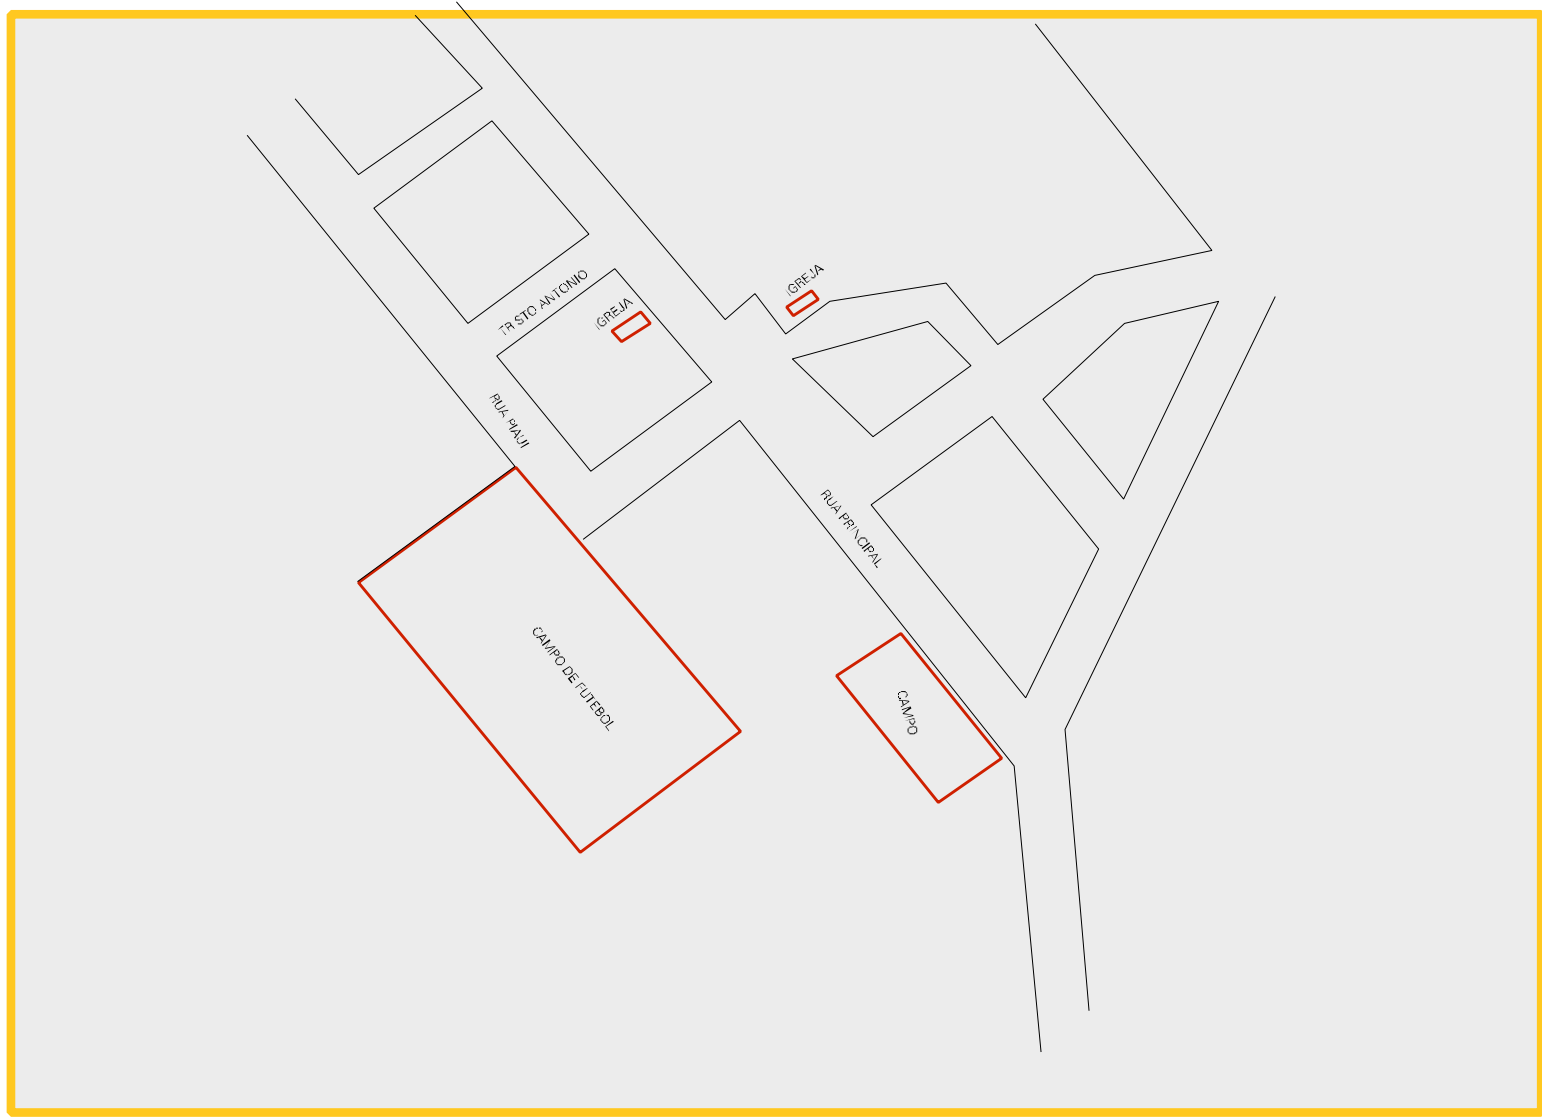 IGREJA
TR STO ANTONIO
IGREJA
RUA PIAUI
RUA PRINCIPAL
CAMPO DE FUTEBOL
CAMPO